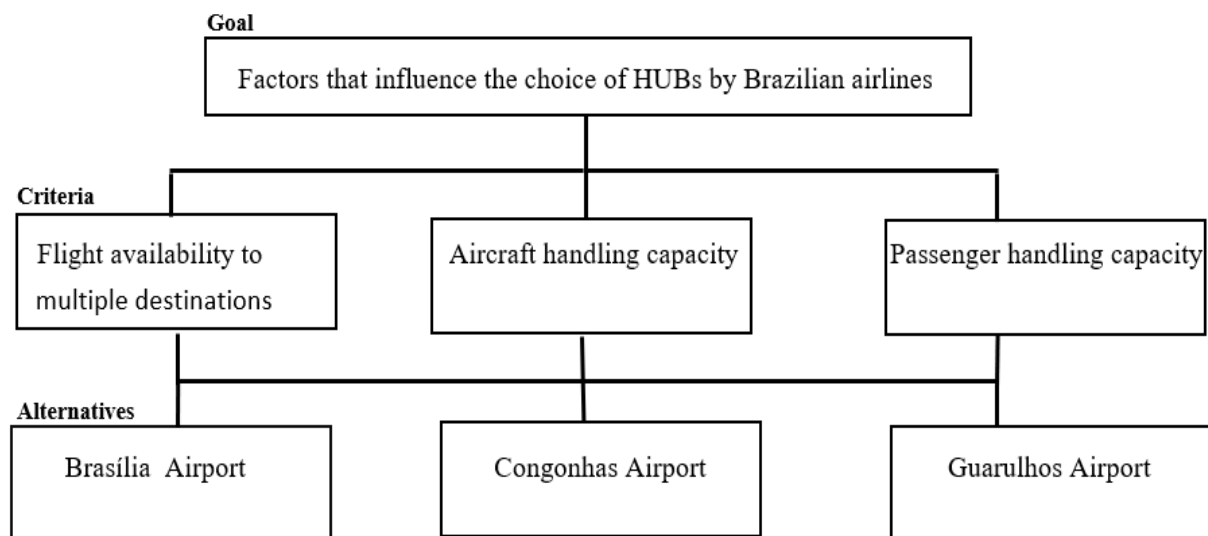 Goal
Factors that influence the choice of HUBs by Brazilian airlines
Criteria
Flight availability to
multiple destinations
Aircraft handling capacity
Passenger handling capacity
Alternatives
Brasília Airport
Congonhas Airport
Guarulhos Airport